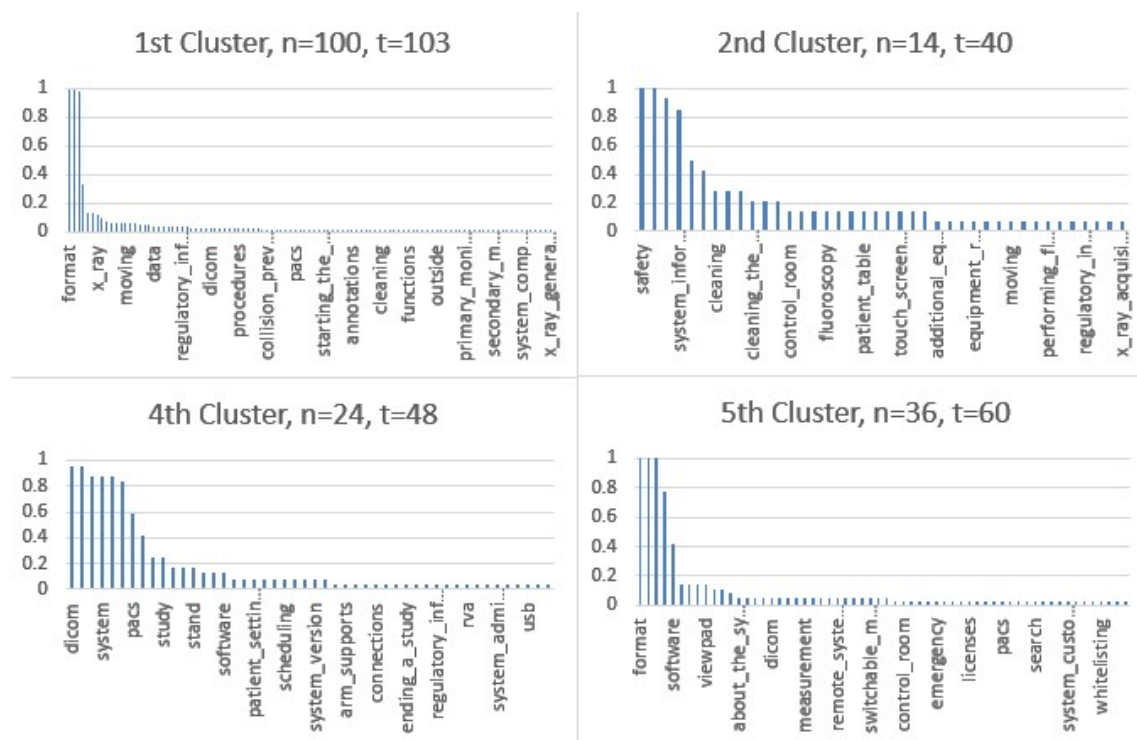 1st Cluster, n=100, t=103
1
0.8
0.6
0.4
0.2
0
format
x_ray
moving
data
regulatory_inf...
dicom
procedures
collision_prev...
pacs
starting_the_...
annotations
cleaning
functions
outside
primary_moni...
secondary_m...
system_comp...
x_ray_genera...
2nd Cluster, n=14, t=40
1
0.8
0.6
0.4
0.2
0
safety
system_infor...
cleaning
cleaning_the_...
control_room
fluoroscopy
patient_table
touch_screen...
additional_eq...
equipment_r...
moving
performing_fl...
regulatory_in...
x_ray_acquisi...
4th Cluster, n=24, t=48
1
0.8
0.6
0.4
0.2
0
dicom
system
pacs
study
stand
software
patient_settin...
scheduling
system_version
arm_supports
connections
ending_a_study
regulatory_inf...
rva
system_admi...
usb
5th Cluster, n=36, t=60
1
0.8
0.6
0.4
0.2
0
format
software
viewpad
about_the_sy...
dicom
measurement
remote_syste...
switchable_m...
control_room
emergency
licenses
pacs
search
system_custo...
whitelisting